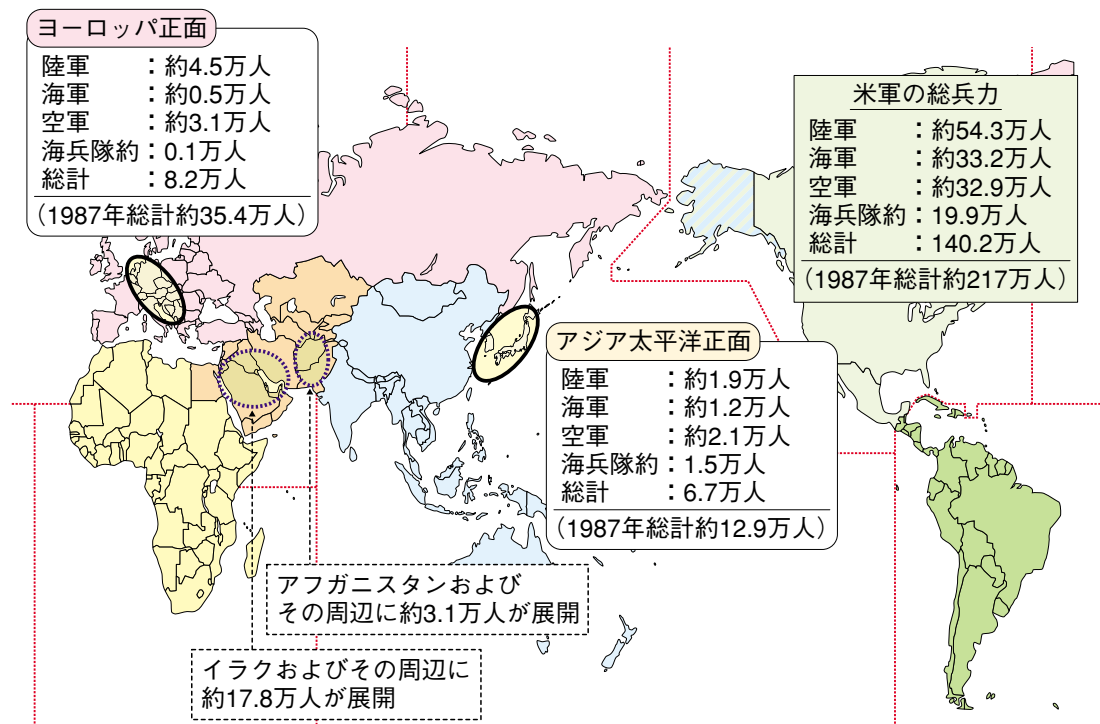 ヨーロッパ正面
陸軍 ：約4.5万人
海軍 ：約0.5万人
空軍 ：約3.1万人
海兵隊約：0.1万人
総計 ：8.2万人
（1987年総計約35.4万人）
米軍の総兵力
陸軍 ：約54.3万人
海軍 ：約33.2万人
空軍 ：約32.9万人
海兵隊約：19.9万人
総計 ：140.2万人
（1987年総計約217万人）
アジア太平洋正面
陸軍 ：約1.9万人
海軍 ：約1.2万人
空軍 ：約2.1万人
海兵隊約：1.5万人
総計 ：6.7万人
（1987年総計約12.9万人）
アフガニスタンおよび
その周辺に約3.1万人が展開
イラクおよびその周辺に
約17.8万人が展開